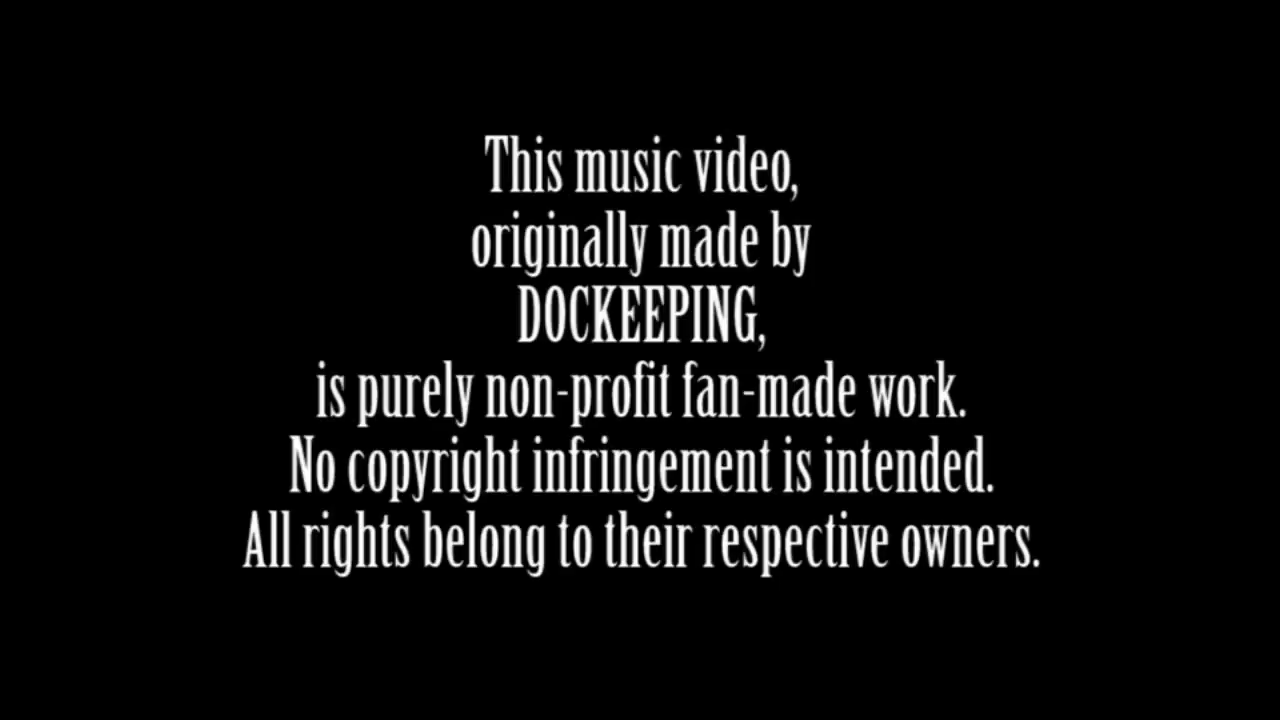 This music video,
originally made by
DOCKEEPING,
is purely non-profit fan-made work.
No copyright infringement is intended.
All rights belong to their respective owners.